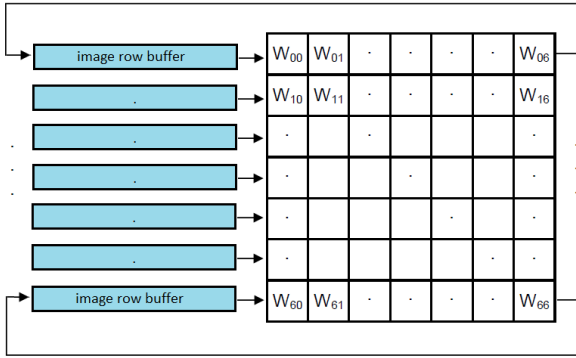 image row buffer W₀₀ W₀₁ · · · · W₀₆
. W₁₀ W₁₁ · · · · W₁₆
. · · ·
. · · ·
. · · ·
. · · ·
image row buffer W₆₀ W₆₁ · · · · W₆₆